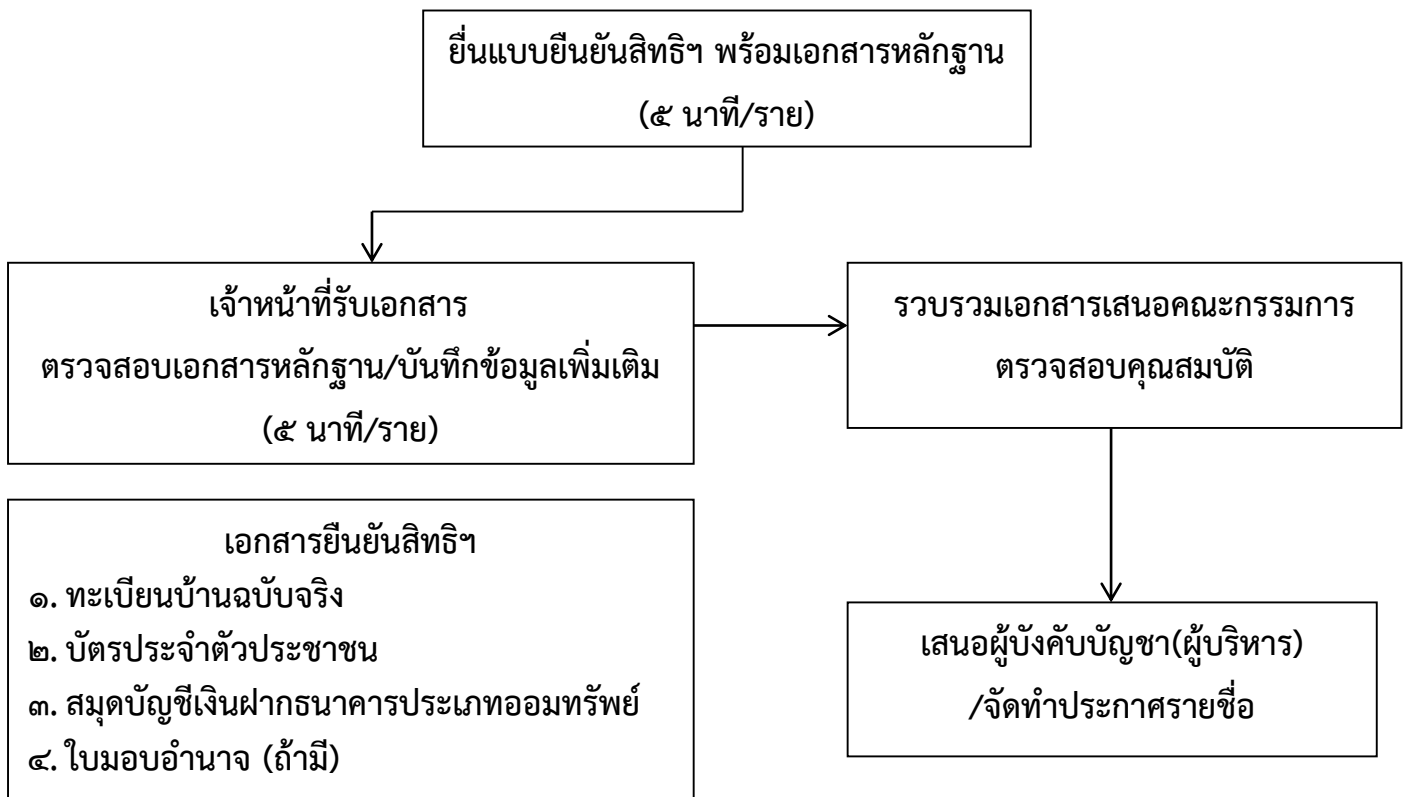 ยื่นแบบยืนยันสิทธิฯ พร้อมเอกสารหลักฐาน
(๕ นาที/ราย)
เจ้าหน้าที่รับเอกสาร
ตรวจสอบเอกสารหลักฐาน/บันทึกข้อมูลเพิ่มเติม
(๕ นาที/ราย)
รวบรวมเอกสารเสนอคณะกรรมการ
ตรวจสอบคุณสมบัติ
เอกสารยืนยันสิทธิฯ
๑. ทะเบียนบ้านฉบับจริง
๒. บัตรประจำตัวประชาชน
๓. สมุดบัญชีเงินฝากธนาคารประเภทออมทรัพย์
๔. ใบมอบอำนาจ (ถ้ามี)
เสนอผู้บังคับบัญชา(ผู้บริหาร)
/จัดทำประกาศรายชื่อ